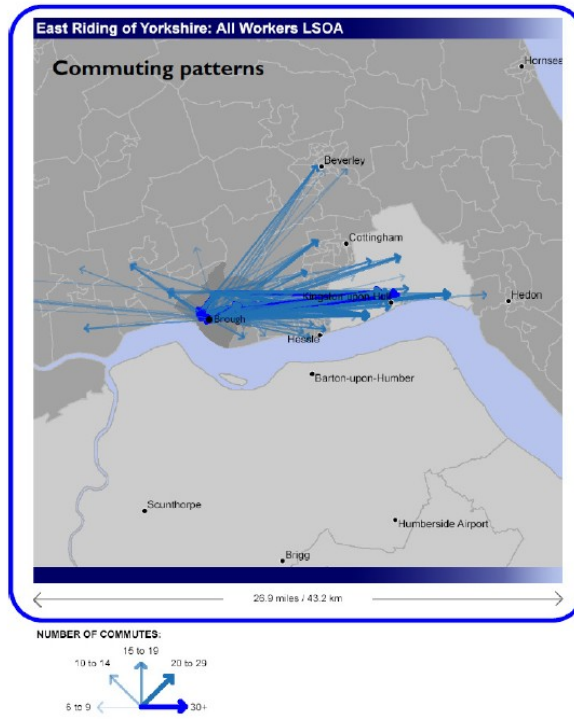 East Riding of Yorkshire: All Workers LSOA
Commuting patterns
Hornsea
Beverley
Cottingham
Kingston-upon-Hull
Hedon
Brough
Hessle
Barton-upon-Humber
Scunthorpe
Humberside Airport
Brigg
26.9 miles / 43.2 km
NUMBER OF COMMUTES:
15 to 19
10 to 14
20 to 29
6 to 9
30+